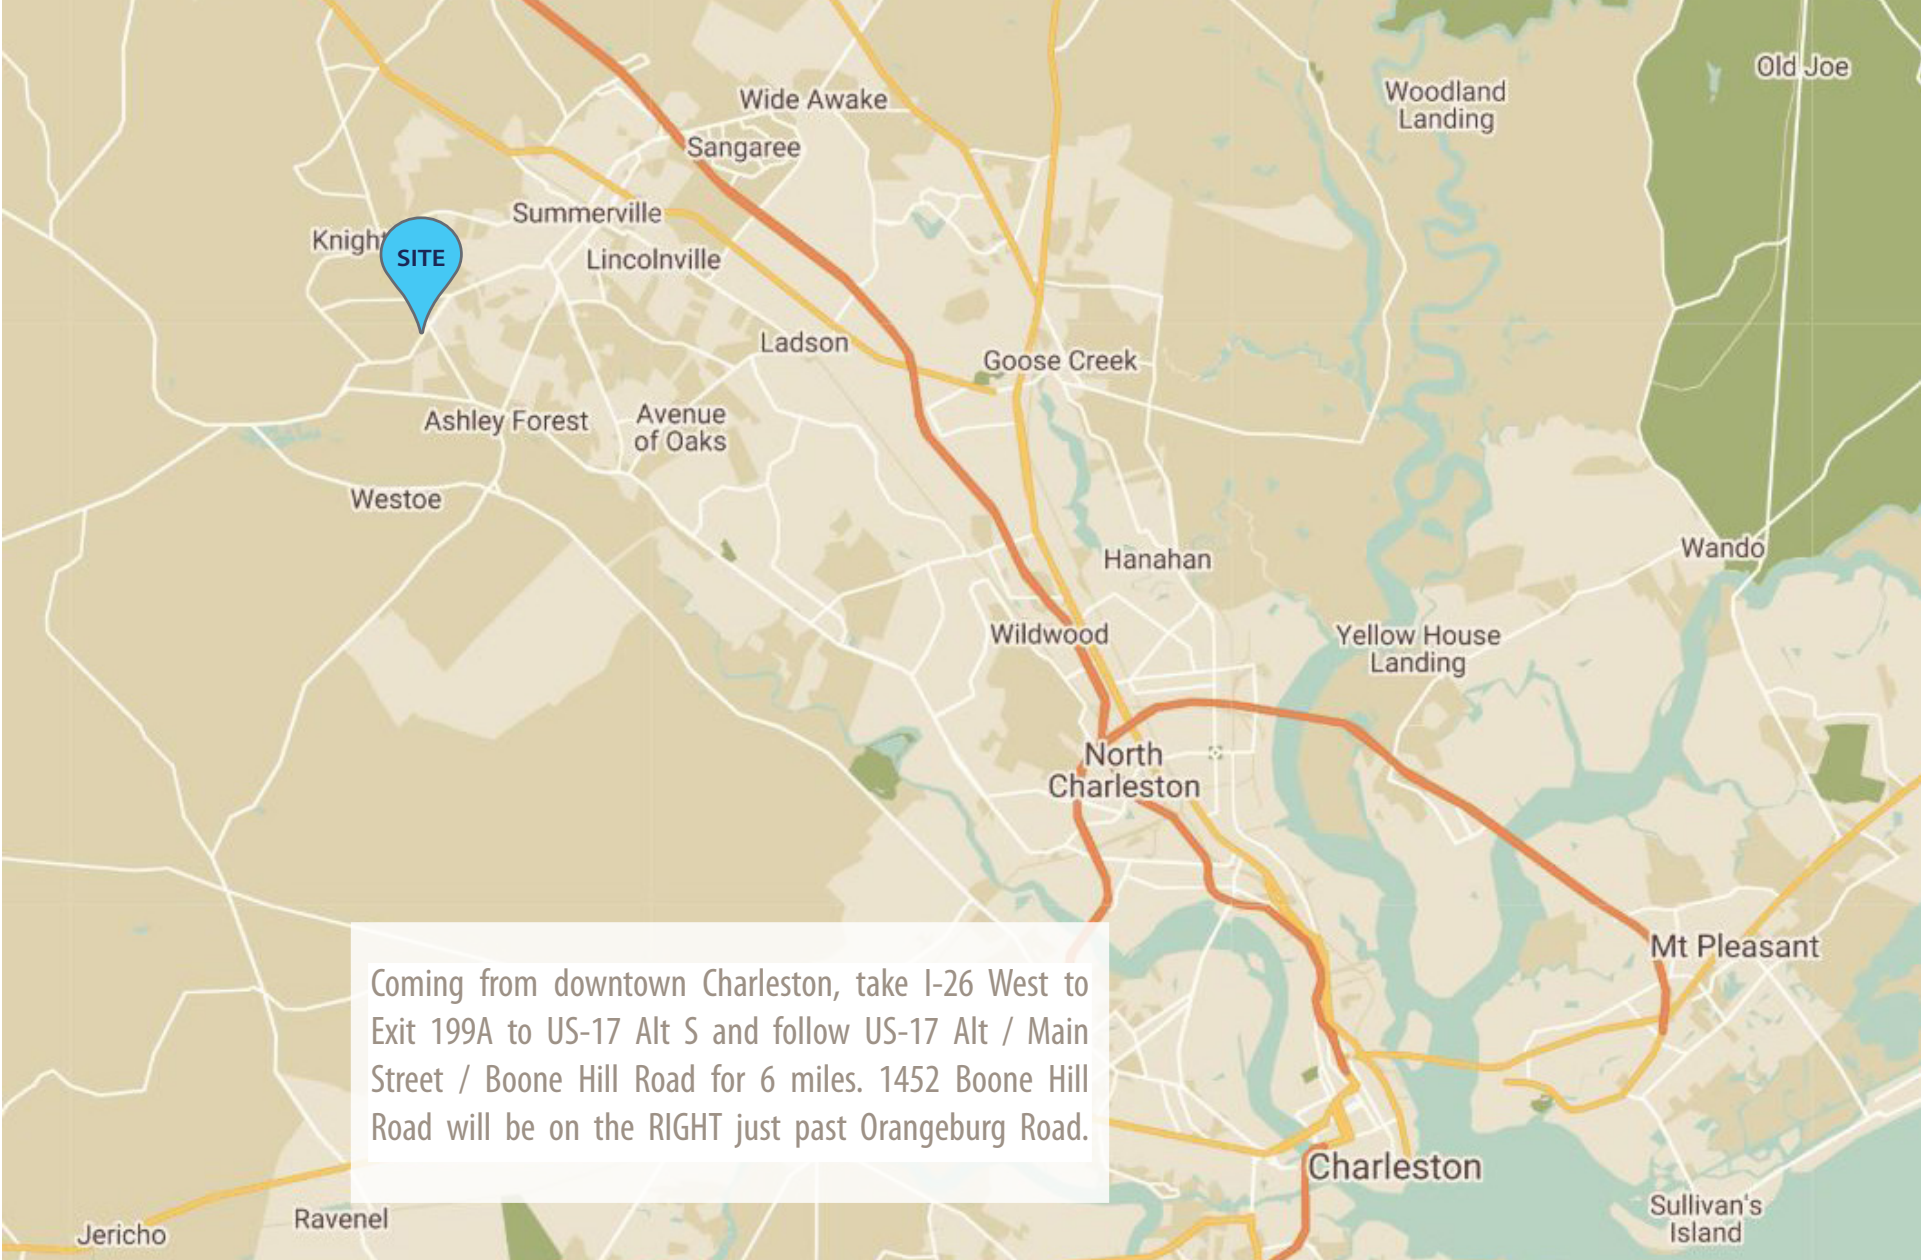 Old Joe
Woodland
Landing
Wide Awake
Sangaree
Summerville
Knigh
SITE
Lincolnville
Ladson
Goose Creek
Ashley Forest
Avenue
of Oaks
Westoe
Hanahan
Wando
Wildwood
Yellow House
Landing
North
Charleston
Mt Pleasant
Coming from downtown Charleston, take I-26 West to
Exit 199A to US-17 Alt S and follow US-17 Alt / Main
Street / Boone Hill Road for 6 miles. 1452 Boone Hill
Road will be on the RIGHT just past Orangeburg Road.
Charleston
Sullivan's
Island
Ravenel
Jericho